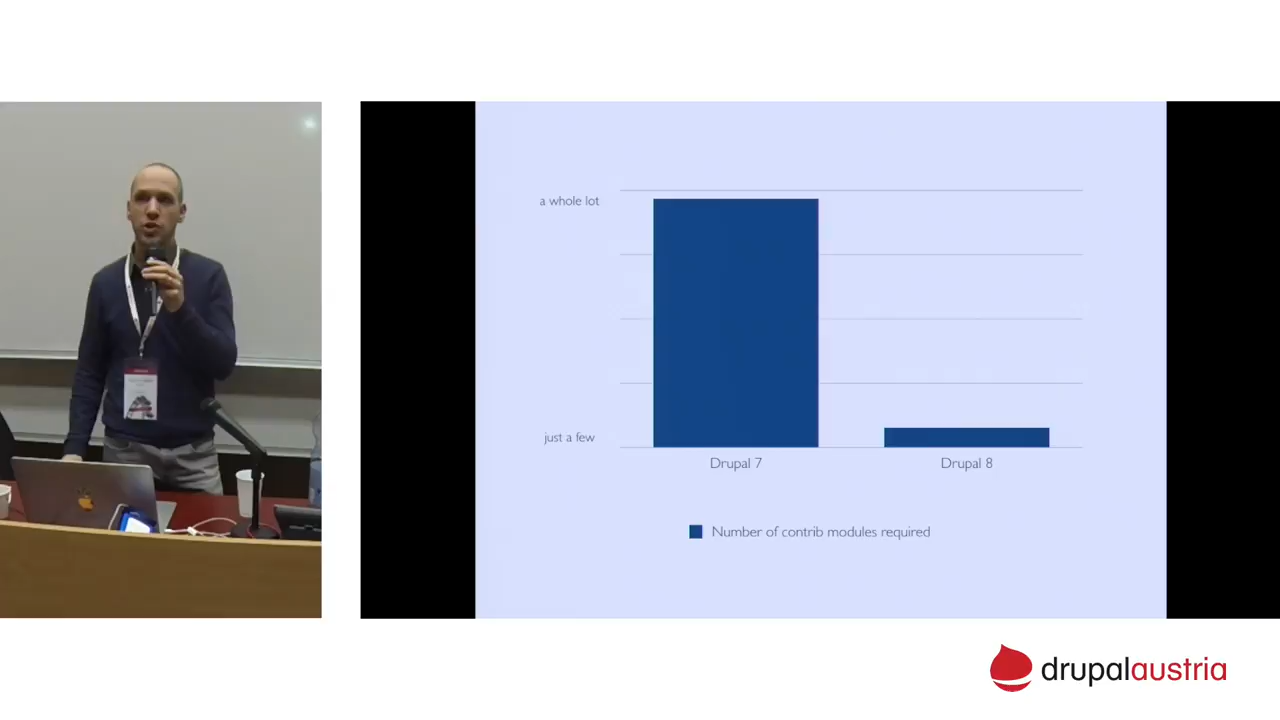 a whole lot
just a few
Drupal 7
Drupal 8
Number of contrib modules required
drupalaustria